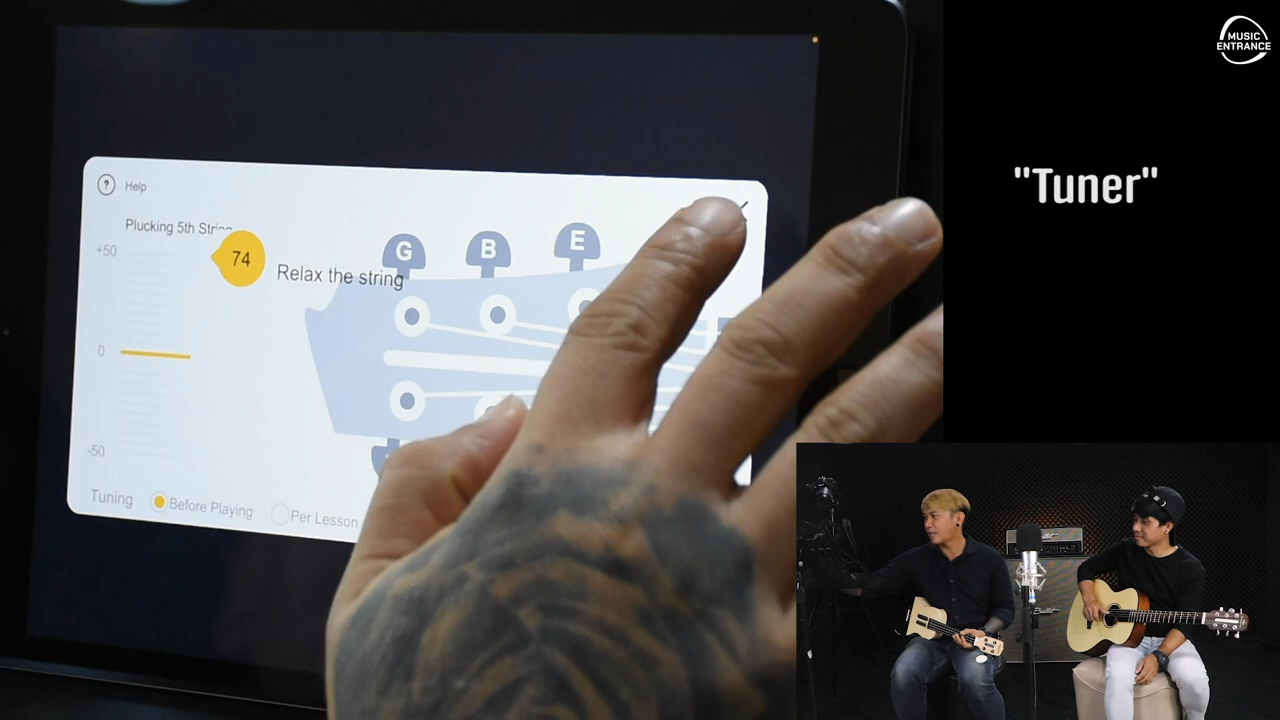 MUSIC
ENTRANCE
"Tuner"
? Help
Plucking 5th String
+50
74
Relax the string
G B E
0
-50
Tuning Before Playing Per Lesson